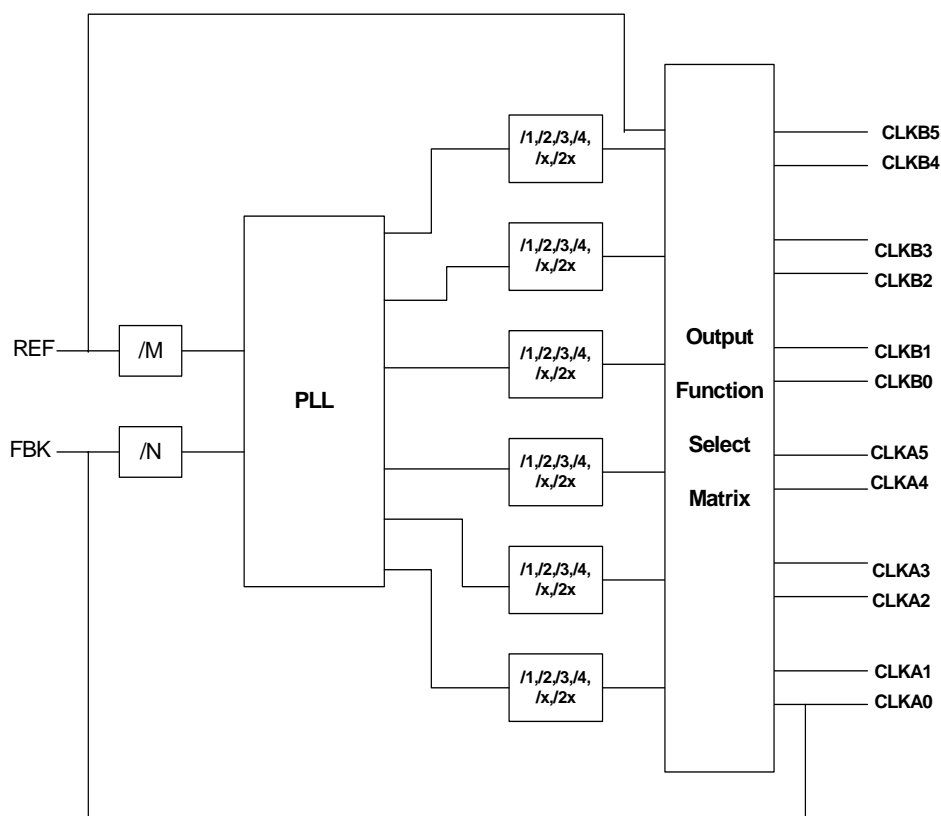 REF
FBK
/M
/N
PLL
/1,/2,/3,/4,
/x,/2x
/1,/2,/3,/4,
/x,/2x
/1,/2,/3,/4,
/x,/2x
/1,/2,/3,/4,
/x,/2x
/1,/2,/3,/4,
/x,/2x
/1,/2,/3,/4,
/x,/2x
Output
Function
Select
Matrix
CLKB5
CLKB4
CLKB3
CLKB2
CLKB1
CLKB0
CLKA5
CLKA4
CLKA3
CLKA2
CLKA1
CLKA0